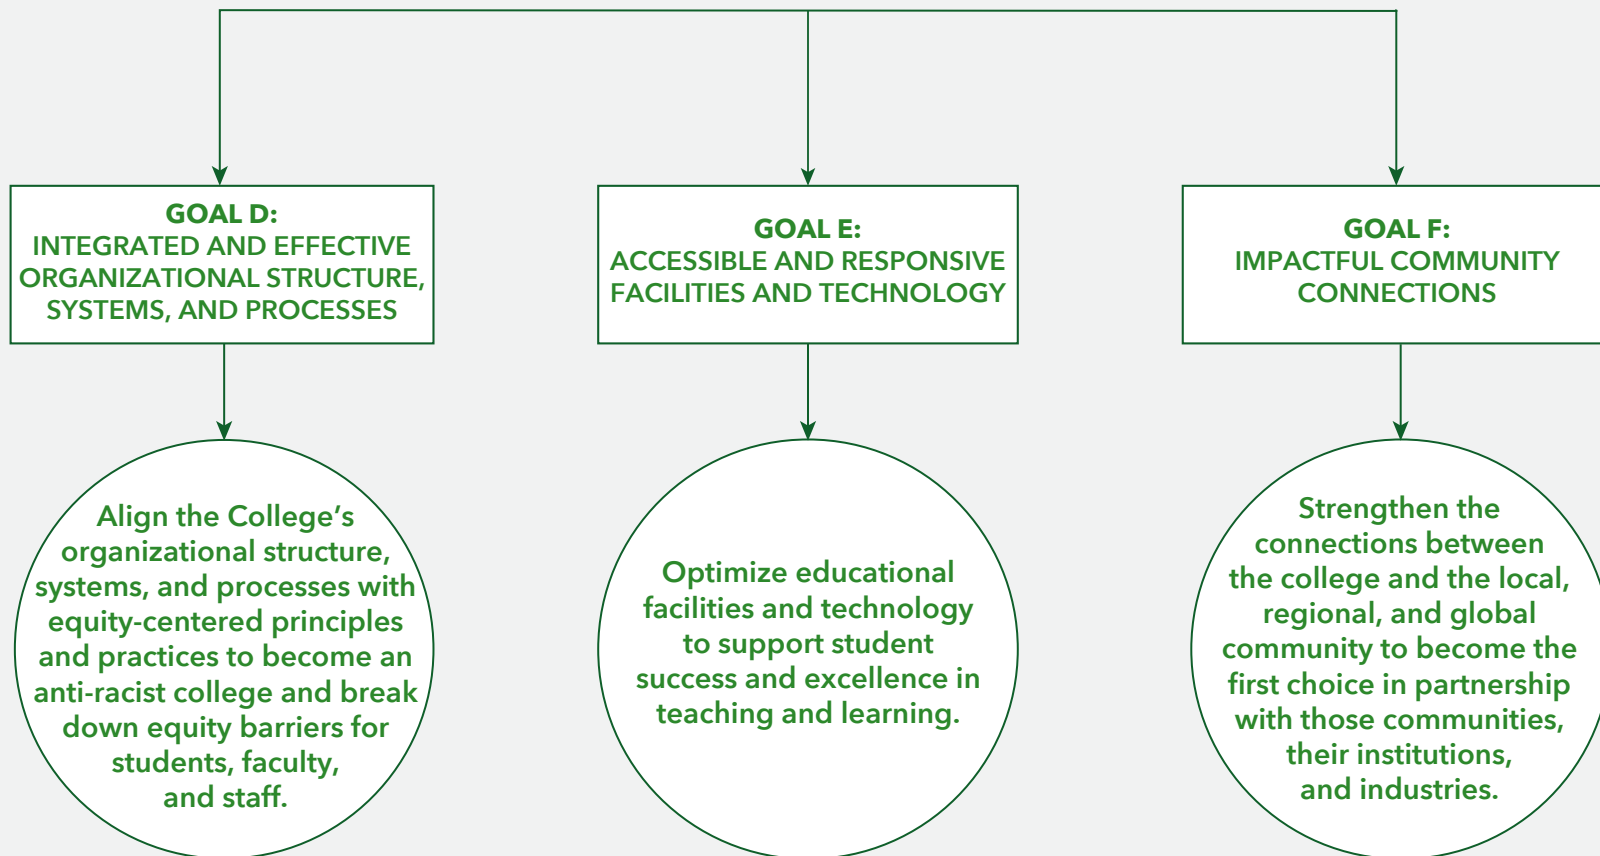 GOAL D:
INTEGRATED AND EFFECTIVE
ORGANIZATIONAL STRUCTURE,
SYSTEMS, AND PROCESSES
GOAL E:
ACCESSIBLE AND RESPONSIVE
FACILITIES AND TECHNOLOGY
GOAL F:
IMPACTFUL COMMUNITY
CONNECTIONS
Align the College’s
organizational structure,
systems, and processes with
equity-centered principles
and practices to become an
anti-racist college and break
down equity barriers for
students, faculty,
and staff.
Optimize educational
facilities and technology
to support student
success and excellence in
teaching and learning.
Strengthen the
connections between
the college and the local,
regional, and global
community to become the
first choice in partnership
with those communities,
their institutions,
and industries.